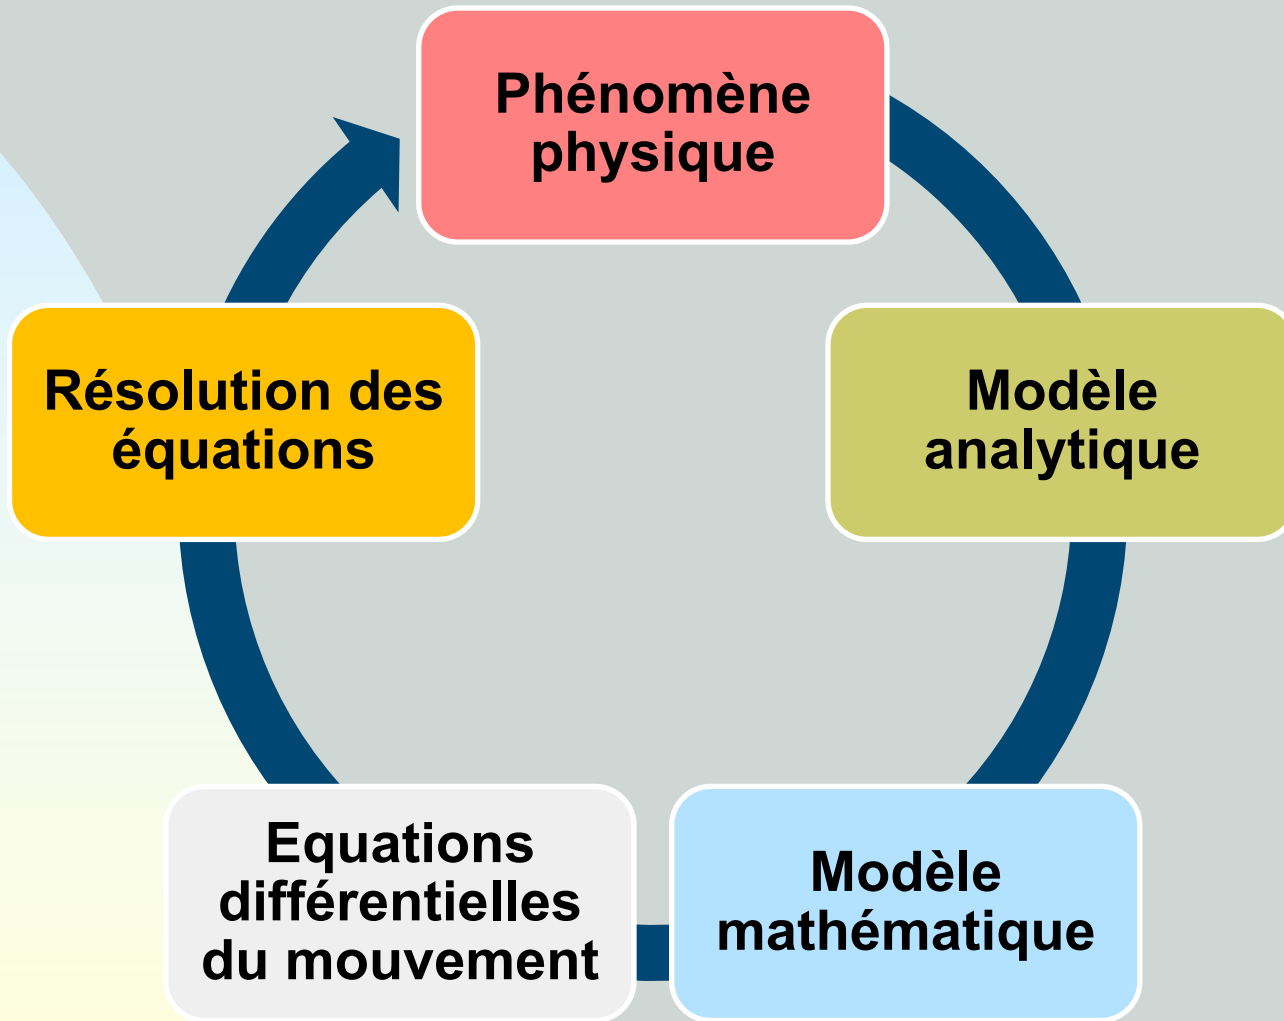 Phénomène
physique
Modèle
analytique
Modèle
mathématique
Equations
différentielles
du mouvement
Résolution des
équations